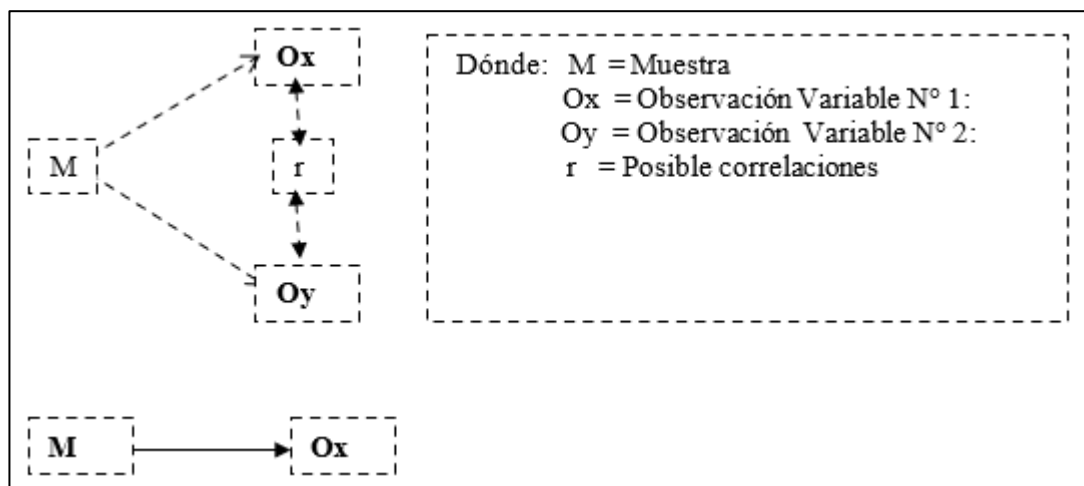 Ox
Dónde: M = Muestra
Ox = Observación Variable N° 1:
Oy = Observación Variable N° 2:
r = Posible correlaciones
M
r
Oy
M
Ox